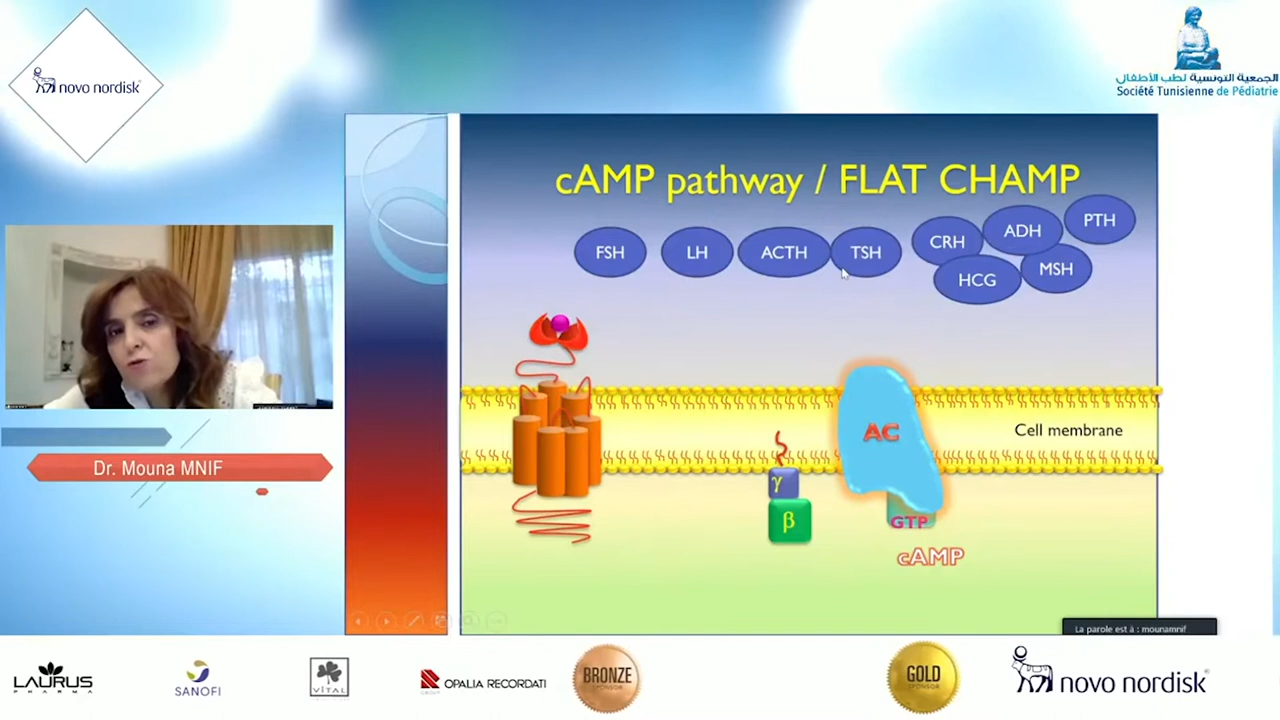 novo nordisk
الجمعية التونسية لطب الأطفال
Société Tunisienne de Pédiatrie
cAMP pathway / FLAT CHAMP
FSH
LH
ACTH
TSH
CRH
ADH
PTH
HCG
MSH
AC
Cell membrane
γ
β
GTP
cAMP
Dr. Mouna MNIF
La parole est à : mounamnif
LAURUS
PHARMA
SANOFI
VITAL
OPALIA RECORDATI
GROUP
BRONZE
SPONSOR
GOLD
SPONSOR
novo nordisk